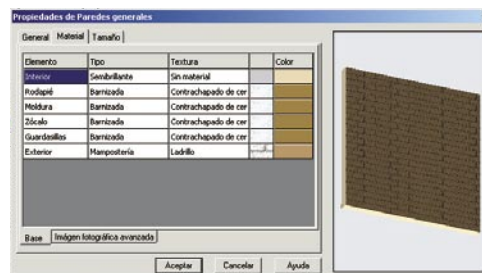 Propiedades de Paredes generales
General Material Tamaño
Elemento Tipo Textura Color
Interior Semibrillante Sin material
Rodapié Barnizada Contrachapado de cer
Moldura Barnizada Contrachapado de cer
Zócalo Barnizada Contrachapado de cer
Guardasillas Barnizada Contrachapado de cer
Exterior Mampostería Ladrillo
Base Imágen fotográfica avanzada
Aceptar Cancelar Ayuda